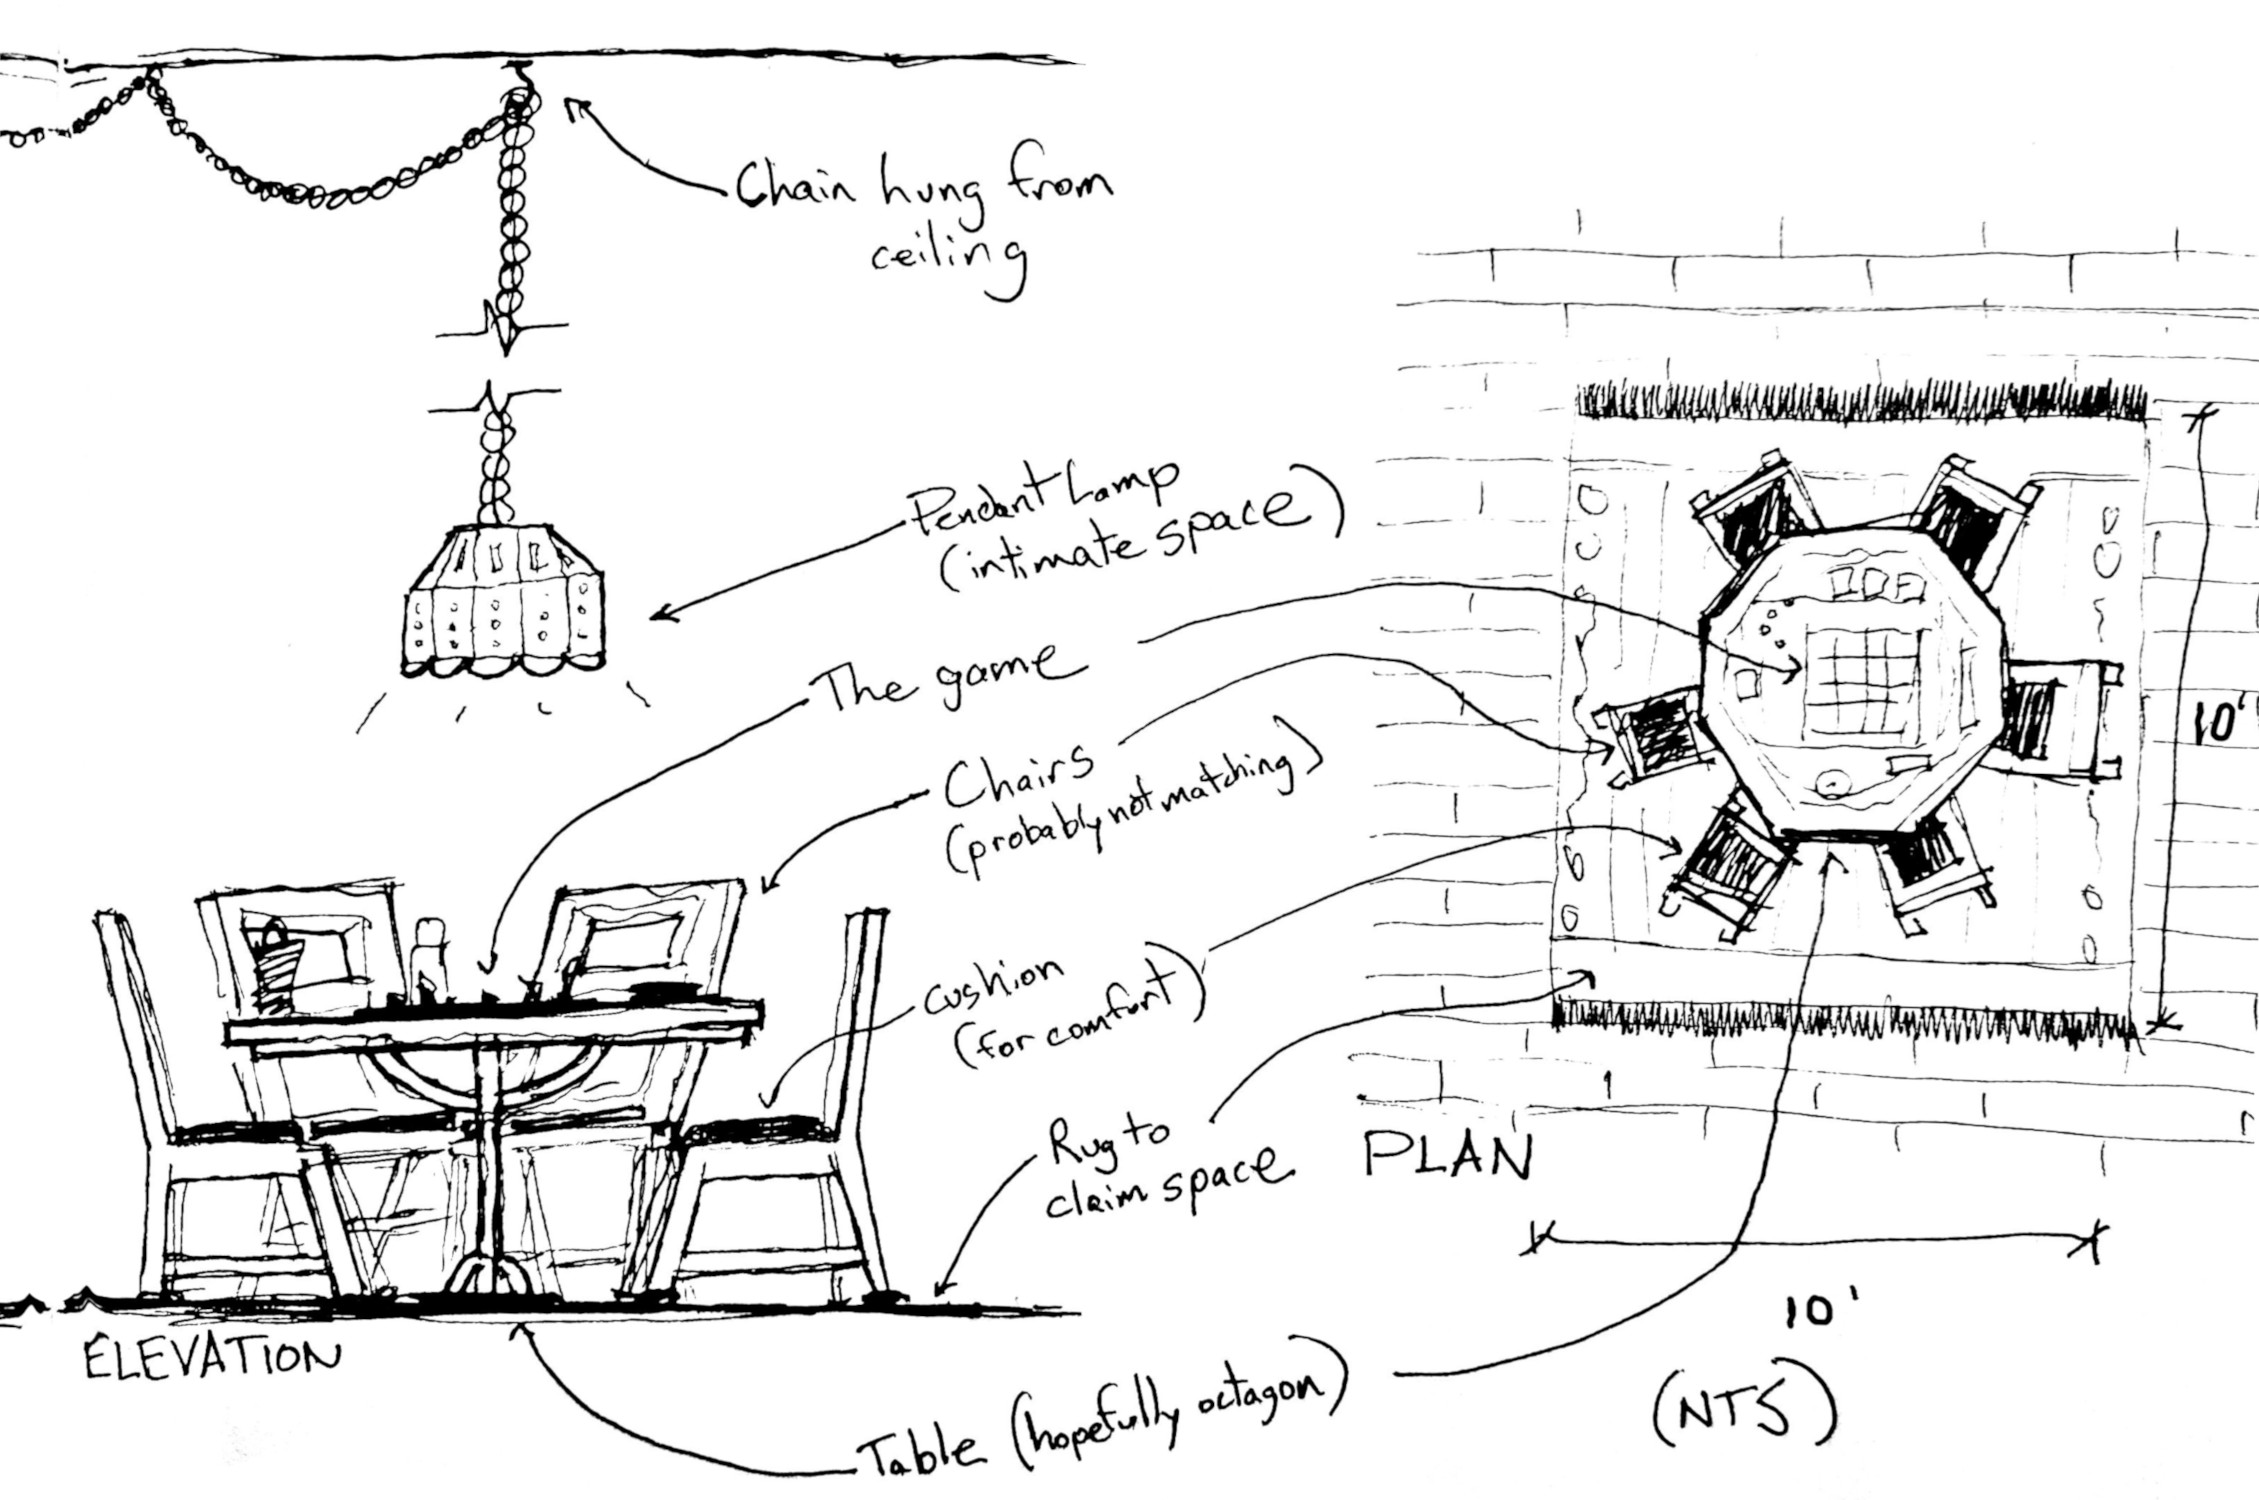 Chain hung from
ceiling
Pendant Lamp
(intimate space)
The game
Chairs
(probably not matching)
cushion
(for comfort)
Rug to
claim space
Table (hopefully octagon)
ELEVATION
PLAN
10'
10'
(NTS)